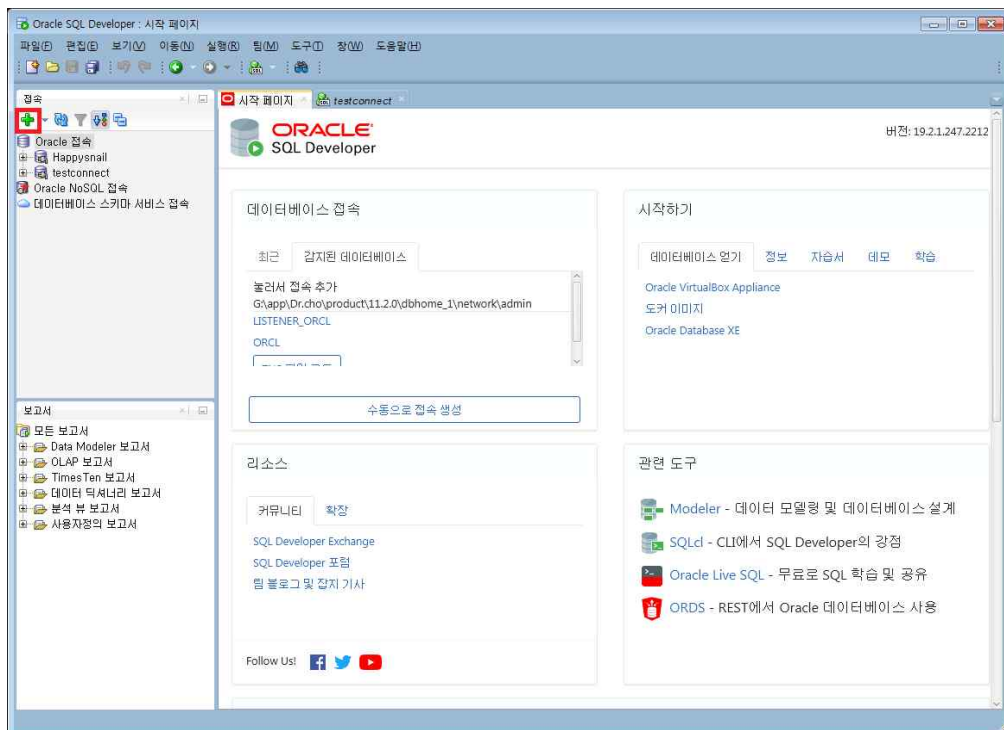 Oracle SQL Developer : 시작 페이지
파일(F) 편집(E) 보기(V) 이동(N) 실행(R) 팀(M) 도구(T) 창(W) 도움말(H)
접속
Oracle 접속
Happysnail
testconnect
Oracle NoSQL 접속
데이터베이스 스키마 서비스 접속
보고서
모든 보고서
Data Modeler 보고서
OLAP 보고서
TimesTen 보고서
데이터 딕셔너리 보고서
분석 뷰 보고서
사용자정의 보고서
시작 페이지 testconnect
ORACLE
SQL Developer
버전: 19.2.1.247.2212
데이터베이스 접속
최근 감지된 데이터베이스
눌러서 접속 추가
G:\app\Dr.cho\product\11.2.0\dbhome_1\network\admin
LISTENER_ORCL
ORCL
수동으로 접속 생성
시작하기
데이터베이스 얻기 정보 자습서 데모 학습
Oracle VirtualBox Appliance
도커 이미지
Oracle Database XE
리소스
커뮤니티 확장
SQL Developer Exchange
SQL Developer 포럼
팀 블로그 및 잡지 기사
Follow Us!
관련 도구
Modeler - 데이터 모델링 및 데이터베이스 설계
SQLcl - CLI에서 SQL Developer의 강점
Oracle Live SQL - 무료로 SQL 학습 및 공유
ORDS - REST에서 Oracle 데이터베이스 사용